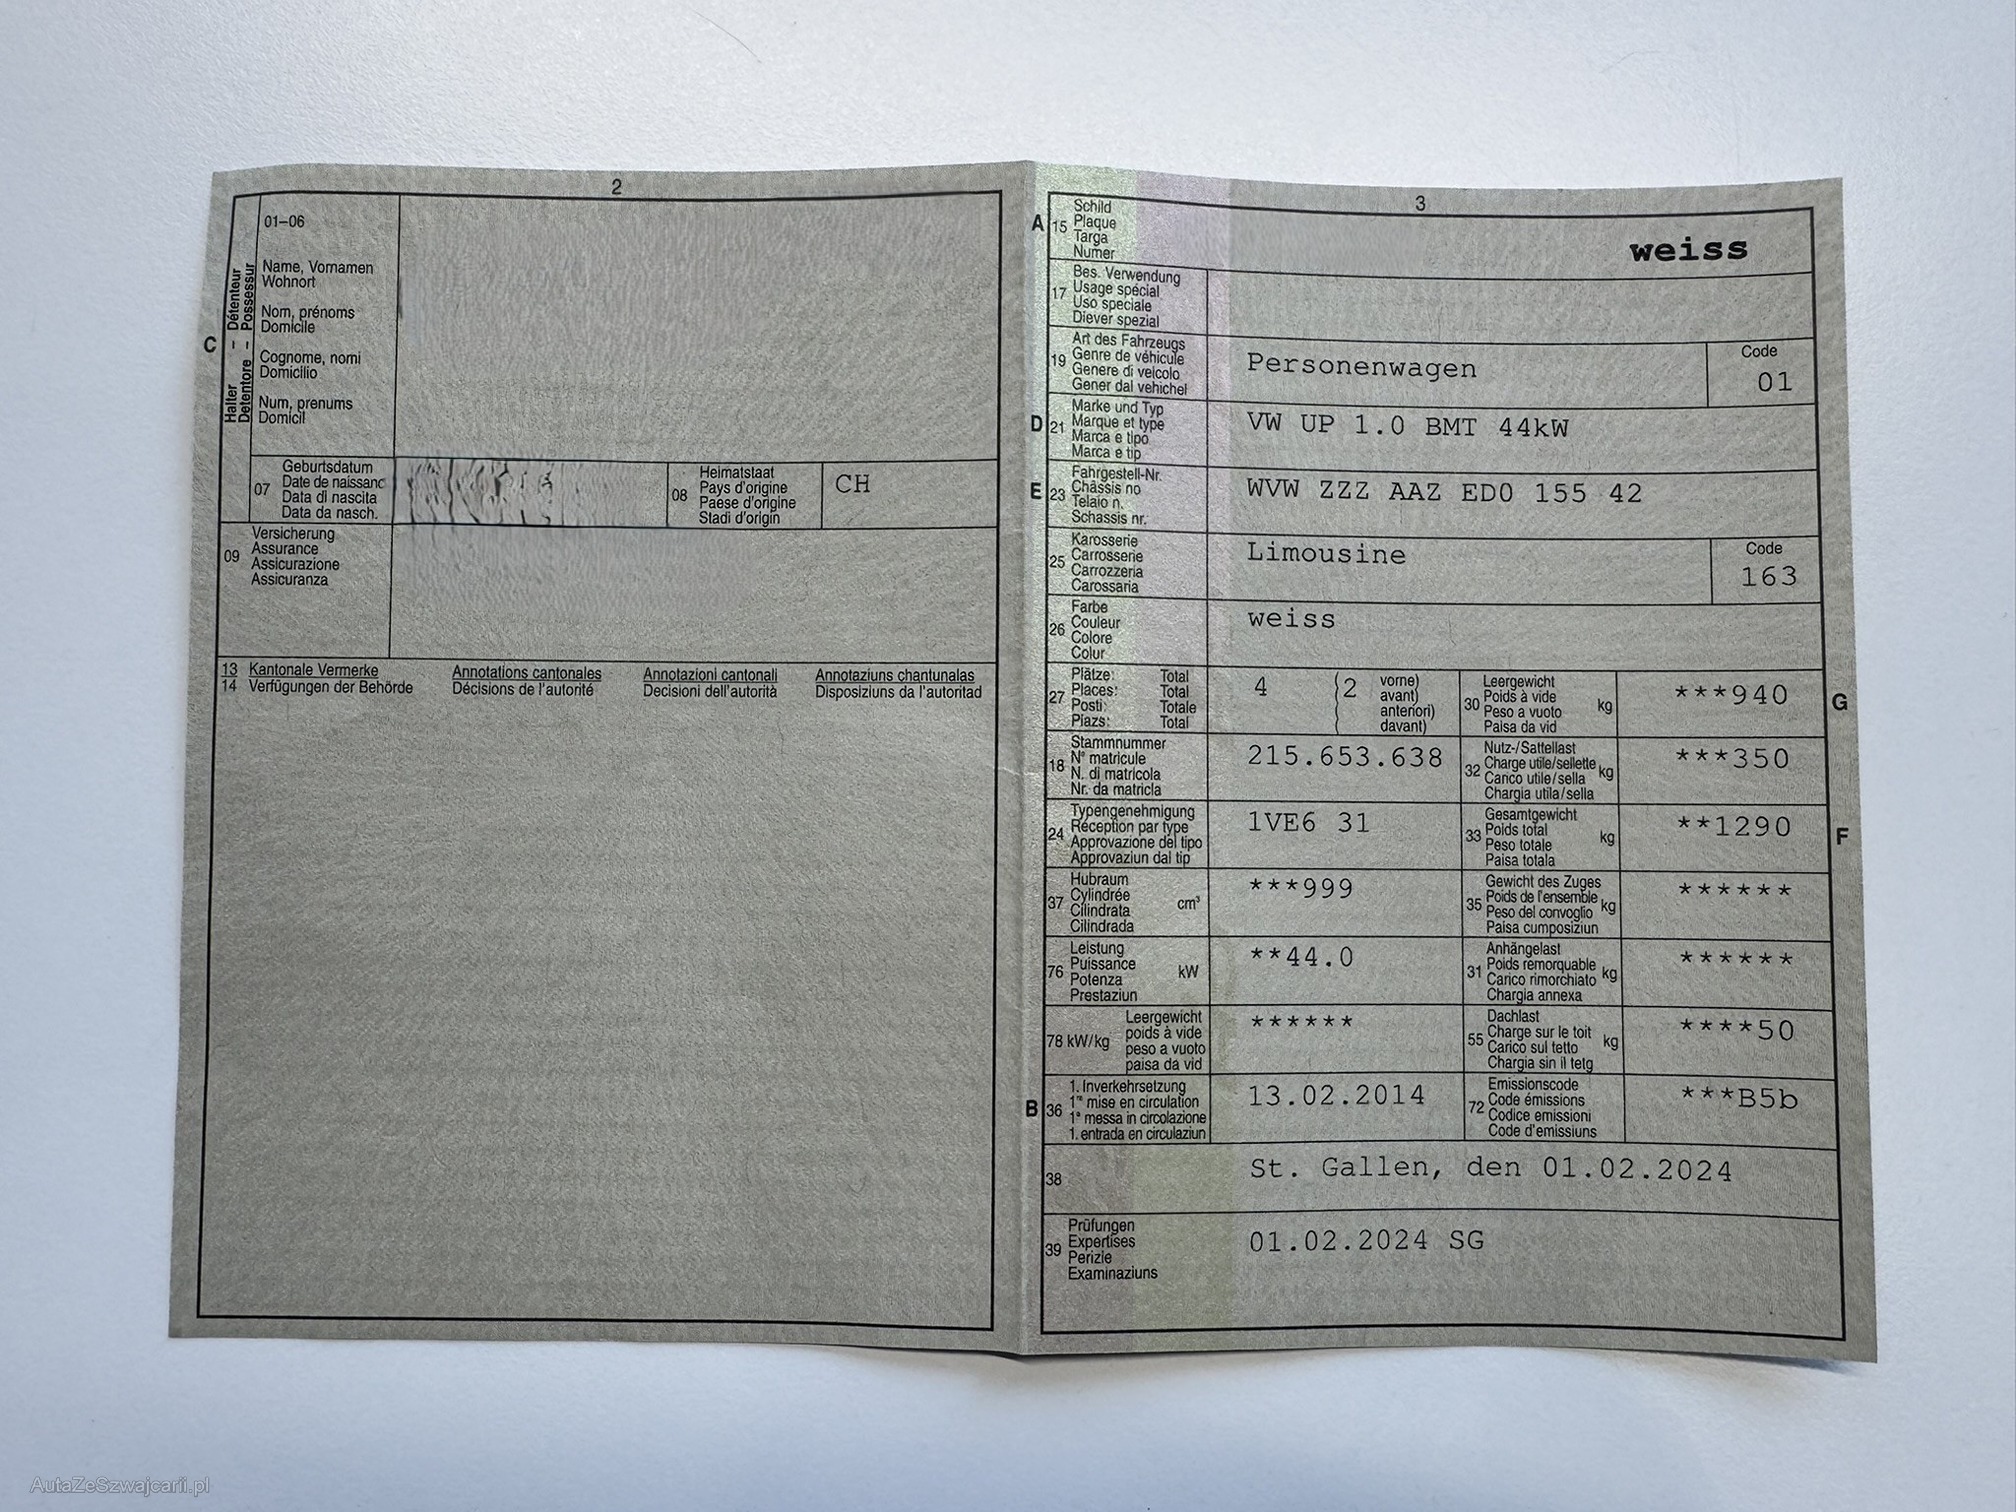 2
01–06
Name, Vornamen
Wohnort
Nom, prénoms
Domicile
Cognome, nomi
Domicilio
Num, prenums
Domicil
C
Halter – Détenteur
Detentore – Possessur
07
Geburtsdatum
Date de naissanc
Data di nascita
Data da nasch.
08
Heimatstaat
Pays d'origine
Paese d'origine
Stadi d'origin
CH
09
Versicherung
Assurance
Assicurazione
Assicuranza
13 Kantonale Vermerke Annotations cantonales Annotazioni cantonali Annotaziuns chantunalas
14 Verfügungen der Behörde Décisions de l'autorité Decisioni dell'autorità Disposiziuns da l'autoritad
3
A
15
Schild
Plaque
Targa
Numer
weiss
17
Bes. Verwendung
Usage spécial
Uso speciale
Diever spezial
19
Art des Fahrzeugs
Genre de véhicule
Genere di veicolo
Gener dal vehichel
Personenwagen
Code
01
D
21
Marke und Typ
Marque et type
Marca e tipo
Marca e tip
VW UP 1.0 BMT 44kW
E
23
Fahrgestell-Nr.
Châssis no
Telaio n.
Schassis nr.
WVW ZZZ AAZ ED0 155 42
25
Karosserie
Carrosserie
Carrozzeria
Carossaria
Limousine
Code
163
26
Farbe
Couleur
Colore
Colur
weiss
27
Plätze: Total
Places: Total
Posti: Totale
Plazs: Total
4 (2
vorne)
avant)
anteriori)
davant)
30
Leergewicht
Poids à vide
Peso a vuoto
Paisa da vid
kg
***940
G
18
Stammnummer
N° matricule
N. di matricola
Nr. da matricla
215.653.638
32
Nutz-/Sattellast
Charge utile/sellette
Carico utile/sella
Chargia utila/sella
kg
***350
24
Typengenehmigung
Réception par type
Approvazione del tipo
Approvaziun dal tip
1VE6 31
33
Gesamtgewicht
Poids total
Peso totale
Paisa totala
kg
**1290
F
37
Hubraum
Cylindrée
Cilindrata
Cilindrada
cm³
***999
35
Gewicht des Zuges
Poids de l'ensemble
Peso del convoglio
Paisa cumposiziun
kg
******
76
Leistung
Puissance
Potenza
Prestaziun
kW
**44.0
31
Anhängelast
Poids remorquable
Carico rimorchiato
Chargia annexa
kg
******
78 kW/kg
Leergewicht
poids à vide
peso a vuoto
paisa da vid
******
55
Dachlast
Charge sur le toit
Carico sul tetto
Chargia sin il tetg
kg
****50
B
36
1. Inverkehrsetzung
1re mise en circulation
1a messa in circolazione
1. entrada en circulaziun
13.02.2014
72
Emissionscode
Code émissions
Codice emissioni
Code d'emissiuns
***B5b
38
St. Gallen, den 01.02.2024
39
Prüfungen
Expertises
Perizie
Examinaziuns
01.02.2024 SG
AutaZeSzwajcarii.pl